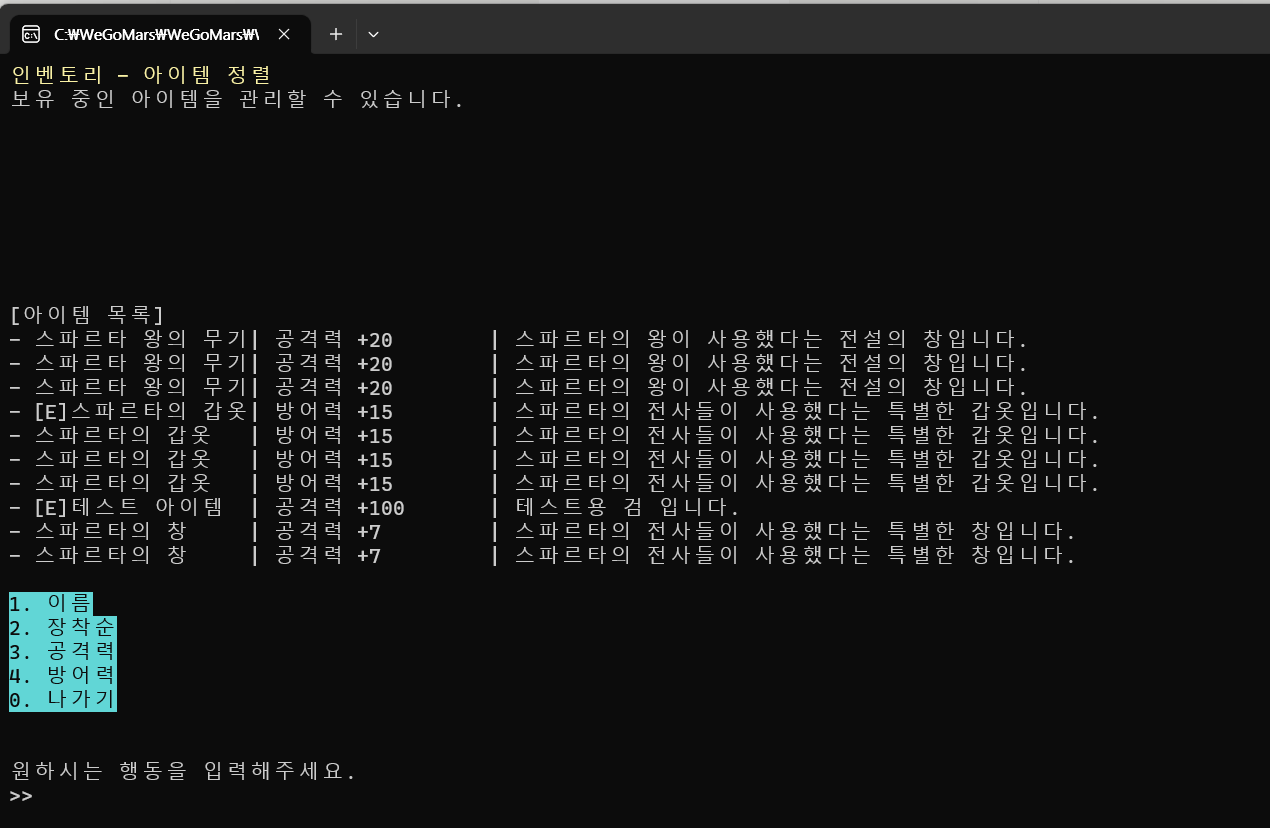 C:₩WeGoMars₩WeGoMars₩\
인벤토리 - 아이템 정렬
보유 중인 아이템을 관리할 수 있습니다.
[아이템 목록]
- 스파르타 왕의 무기| 공격력 +20 | 스파르타의 왕이 사용했다는 전설의 창입니다.
- 스파르타 왕의 무기| 공격력 +20 | 스파르타의 왕이 사용했다는 전설의 창입니다.
- 스파르타 왕의 무기| 공격력 +20 | 스파르타의 왕이 사용했다는 전설의 창입니다.
- [E]스파르타의 갑옷| 방어력 +15 | 스파르타의 전사들이 사용했다는 특별한 갑옷입니다.
- 스파르타의 갑옷 | 방어력 +15 | 스파르타의 전사들이 사용했다는 특별한 갑옷입니다.
- 스파르타의 갑옷 | 방어력 +15 | 스파르타의 전사들이 사용했다는 특별한 갑옷입니다.
- 스파르타의 갑옷 | 방어력 +15 | 스파르타의 전사들이 사용했다는 특별한 갑옷입니다.
- [E]테스트 아이템 | 공격력 +100 | 테스트용 검 입니다.
- 스파르타의 창 | 공격력 +7 | 스파르타의 전사들이 사용했다는 특별한 창입니다.
- 스파르타의 창 | 공격력 +7 | 스파르타의 전사들이 사용했다는 특별한 창입니다.
1. 이름
2. 장착순
3. 공격력
4. 방어력
0. 나가기
원하시는 행동을 입력해주세요.
>>